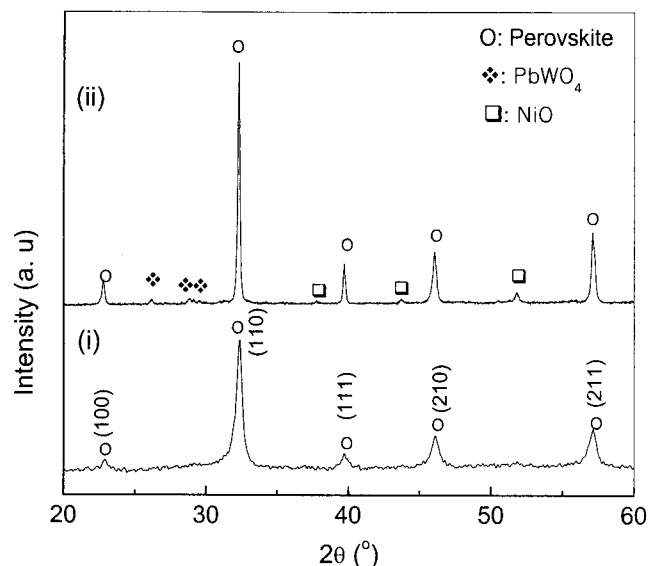 O: Perovskite
❖: PbWO₄
❑: NiO
(ii)
O
O
O
O
O
(i)
O
(110)
(100)
O
(111)
O
(210)
O
(211)
O
Intensity (a. u)
20 30 40 50 60
2θ (°)